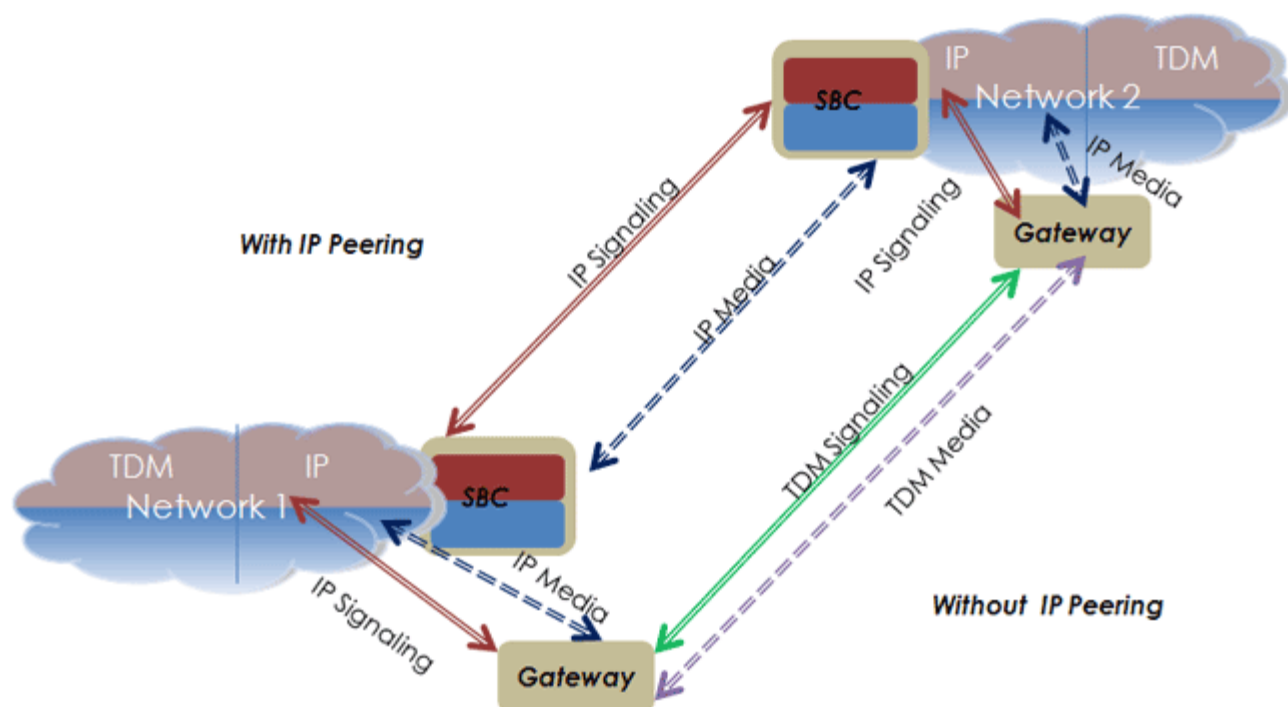 IP
TDM
SBC
Network 2
IP Media
IP Signaling
IP Signaling
Gateway
With IP Peering
IP Media
TDM Signaling
TDM Media
TDM
IP
Network 1
SBC
IP Media
IP Signaling
Without IP Peering
Gateway